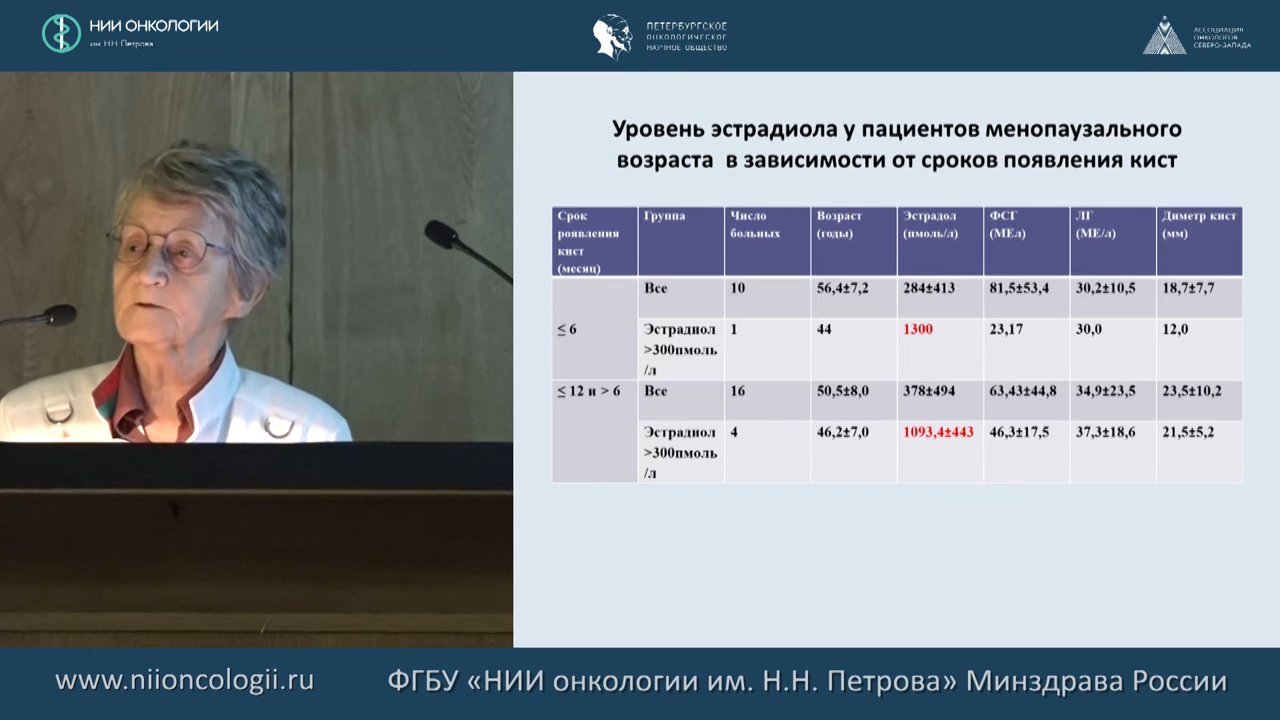 НИИ ОНКОЛОГИИ
им. Н.Н. Петрова
ПЕТЕРБУРГСКОЕ
ОНКОЛОГИЧЕСКОЕ
НАУЧНОЕ ОБЩЕСТВО
АССОЦИАЦИЯ
ОНКОЛОГОВ
СЕВЕРО-ЗАПАДА
Уровень эстрадиола у пациентов менопаузального
возраста в зависимости от сроков появления кист
Срок роявления кист (месяц) Группа Число больных Возраст (годы) Эстрадол (пмоль/л) ФСГ (МЕл) ЛГ (МЕ/л) Диметр кист (мм)
≤ 6 Все 10 56,4±7,2 284±413 81,5±53,4 30,2±10,5 18,7±7,7
Эстрадиол >300пмоль/л 1 44 1300 23,17 30,0 12,0
≤ 12 и > 6 Все 16 50,5±8,0 378±494 63,43±44,8 34,9±23,5 23,5±10,2
Эстрадиол >300пмоль/л 4 46,2±7,0 1093,4±443 46,3±17,5 37,3±18,6 21,5±5,2
www.niioncologii.ru
ФГБУ «НИИ онкологии им. Н.Н. Петрова» Минздрава России